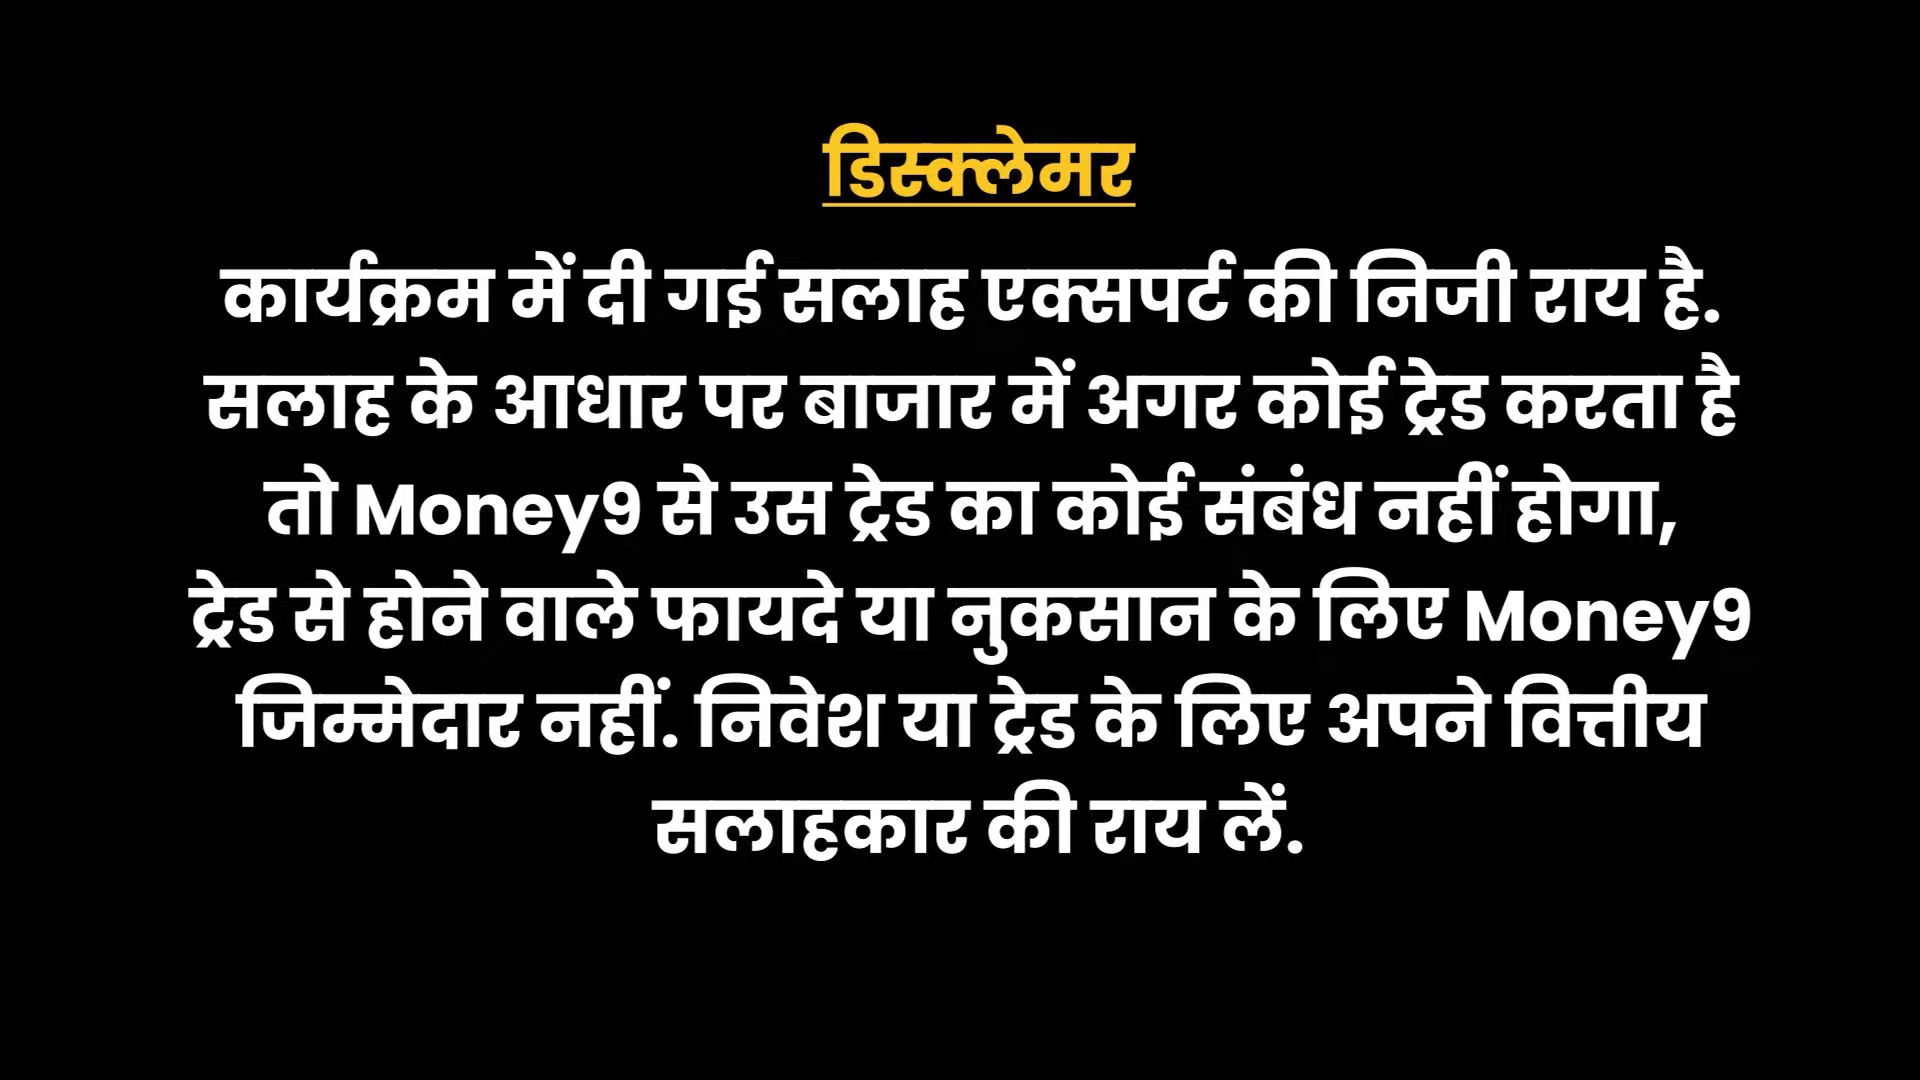 डिस्क्लेमर
कार्यक्रम में दी गई सलाह एक्सपर्ट की निजी राय है.
सलाह के आधार पर बाजार में अगर कोई ट्रेड करता है
तो Money9 से उस ट्रेड का कोई संबंध नहीं होगा,
ट्रेड से होने वाले फायदे या नुकसान के लिए Money9
जिम्मेदार नहीं. निवेश या ट्रेड के लिए अपने वित्तीय
सलाहकार की राय लें.